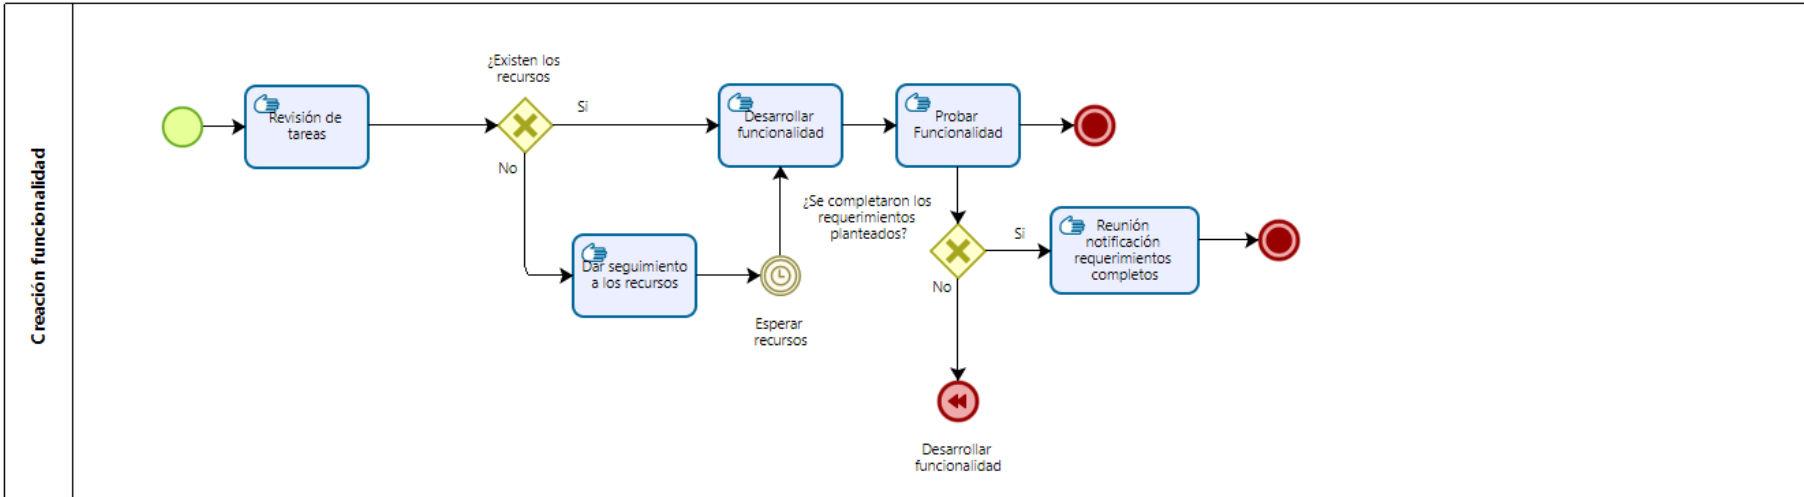 Creación funcionalidad
¿Existen los
recursos
Revisión de
tareas
Si
No
Desarrollar
funcionalidad
Probar
Funcionalidad
¿Se completaron los
requerimientos
planteados?
Si
No
Reunión
notificación
requerimientos
completos
Dar seguimiento
a los recursos
Esperar
recursos
Desarrollar
funcionalidad